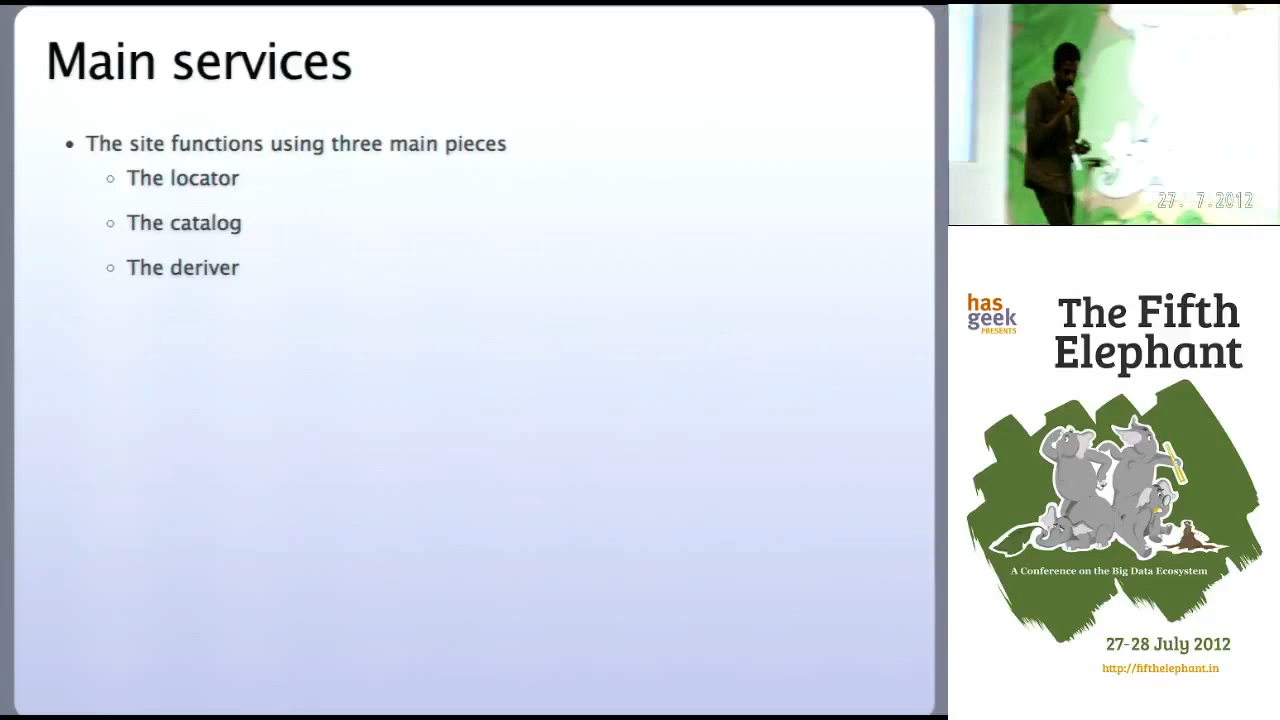 Main services
The site functions using three main pieces
The locator
The catalog
The deriver
27. 7.2012
has
geek
PRESENTS
The Fifth
Elephant
A Conference on the Big Data Ecosystem
27-28 July 2012
http://fifthelephant.in